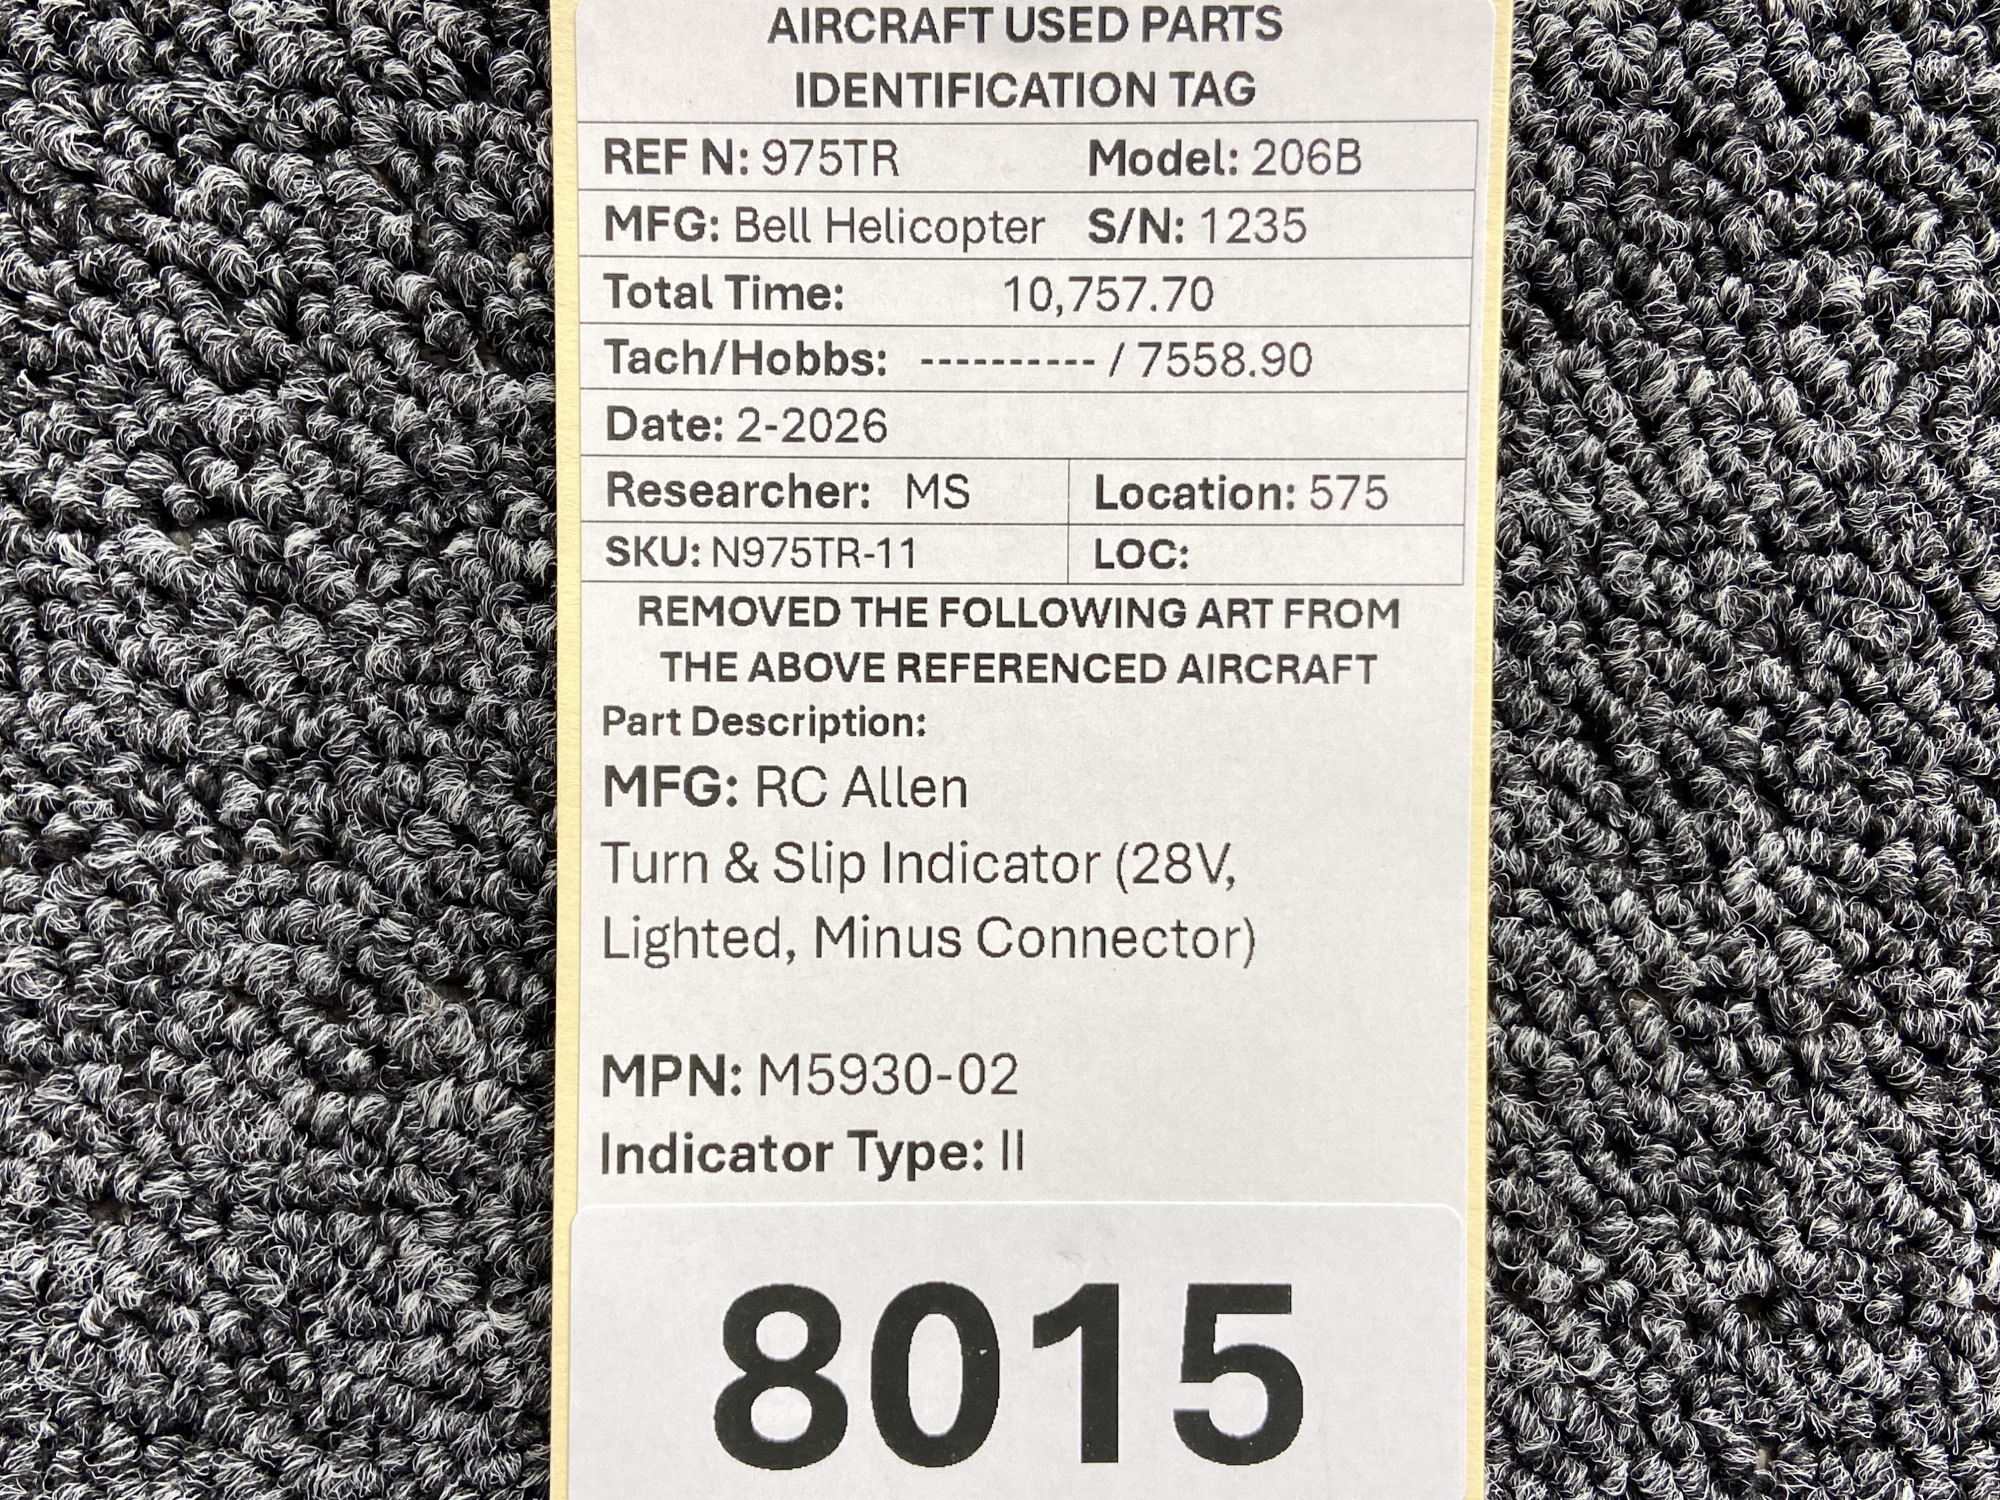 AIRCRAFT USED PARTS
IDENTIFICATION TAG
REF N: 975TR Model: 206B
MFG: Bell Helicopter S/N: 1235
Total Time: 10,757.70
Tach/Hobbs: ---------- / 7558.90
Date: 2-2026
Researcher: MS Location: 575
SKU: N975TR-11 LOC:
REMOVED THE FOLLOWING ART FROM
THE ABOVE REFERENCED AIRCRAFT
Part Description:
MFG: RC Allen
Turn & Slip Indicator (28V,
Lighted, Minus Connector)
MPN: M5930-02
Indicator Type: II
8015